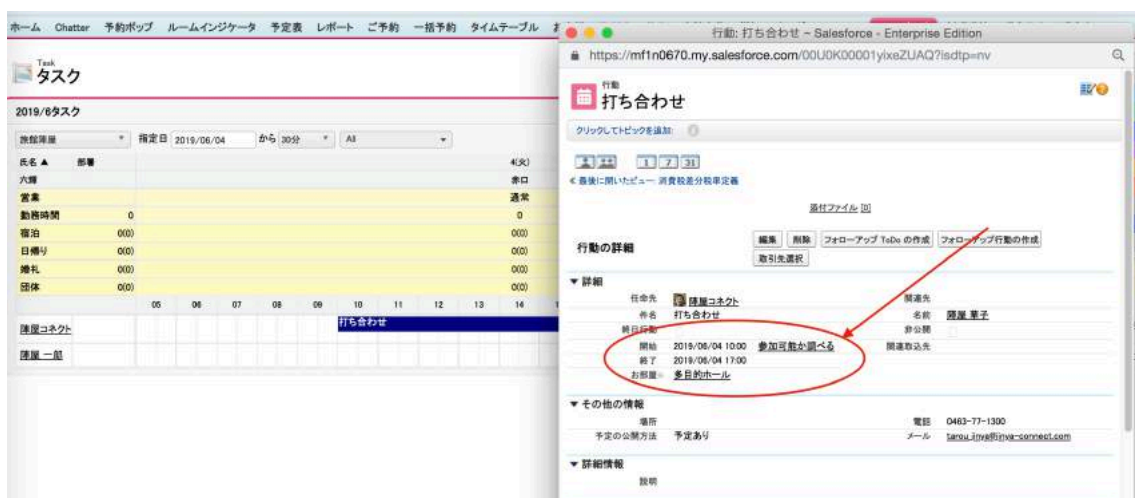 ホーム Chatter 予約ポップ ルームインジケータ 予定表 レポート ご予約 一括予約 タイムテーブル
Task
タスク
2019/6タスク
旅館陣屋 指定日 2019/06/04 から 30分 All
氏名▲ 部署 4(火)
六輝 赤口
営業 通常
勤務時間 0 0
宿泊 0(0) 0(0)
日帰り 0(0) 0(0)
婚礼 0(0) 0(0)
団体 0(0) 0(0)
05 06 07 08 09 10 11 12 13 14
陣屋コネクト 打ち合わせ
陣屋 一郎
行動: 打ち合わせ ~ Salesforce - Enterprise Edition
https://mf1n0670.my.salesforce.com/00U0K00001yixeZUAQ?isdtp=nv
行動
打ち合わせ
クリックしてトピックを追加:
1 7 31
« 最後に開いたビュー: 消費税差分税率定義
添付ファイル [0]
行動の詳細 編集 削除 フォローアップ ToDo の作成 フォローアップ行動の作成
取引先選択
▼ 詳細
任命先 陣屋コネクト 関連先
件名 打ち合わせ 名前 陣屋 華子
終日行動 非公開
開始 2019/06/04 10:00 参加可能か調べる 関連取込先
終了 2019/06/04 17:00
お部屋 多目的ホール
▼ その他の情報
場所 電話 0463-77-1300
予定の公開方法 予定あり メール
▼ 詳細情報
説明